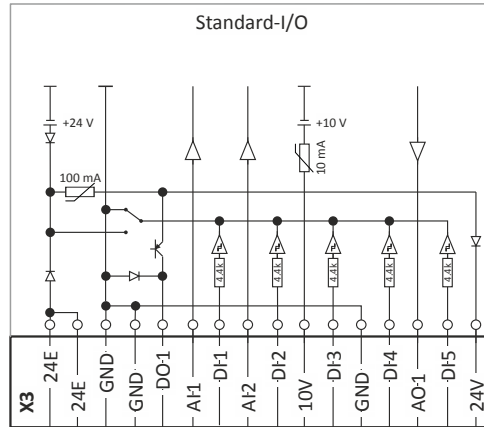 Standard-I/O
+24 V
+10 V
100 mA
10 mA
4.4k
4.4k
4.4k
4.4k
4.4k
X3
24E
24E
GND
GND
DO1
AI1
AI2
DI1
DI2
10V
DI3
GND
DI4
AO1
DI5
24V